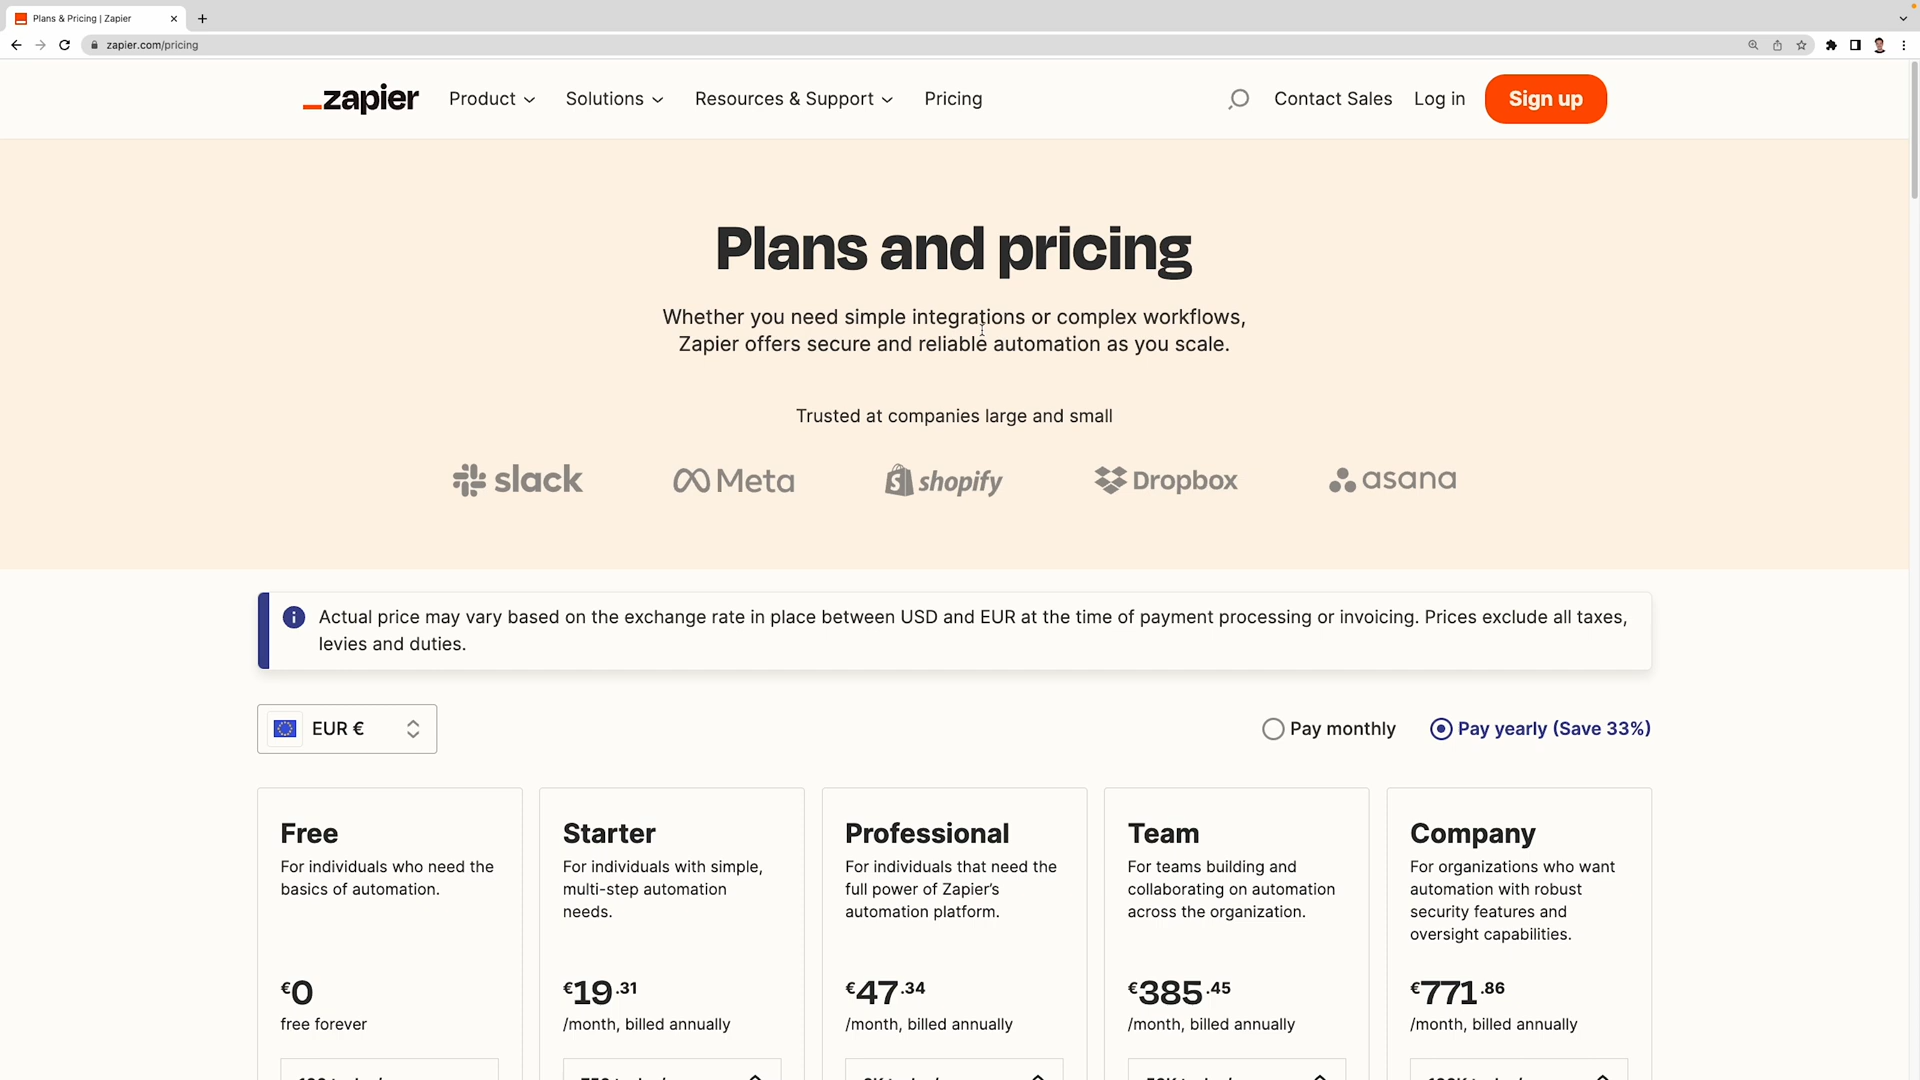 Plans & Pricing | Zapier
zapier.com/pricing
zapier
Product
Solutions
Resources & Support
Pricing
Contact Sales
Log in
Sign up
Plans and pricing
Whether you need simple integrations or complex workflows,
Zapier offers secure and reliable automation as you scale.
Trusted at companies large and small
slack
Meta
shopify
Dropbox
asana
Actual price may vary based on the exchange rate in place between USD and EUR at the time of payment processing or invoicing. Prices exclude all taxes,
levies and duties.
EUR €
Pay monthly
Pay yearly (Save 33%)
Free
For individuals who need the
basics of automation.
€0
free forever
Starter
For individuals with simple,
multi-step automation
needs.
€19.31
/month, billed annually
Professional
For individuals that need the
full power of Zapier's
automation platform.
€47.34
/month, billed annually
Team
For teams building and
collaborating on automation
across the organization.
€385.45
/month, billed annually
Company
For organizations who want
automation with robust
security features and
oversight capabilities.
€771.86
/month, billed annually